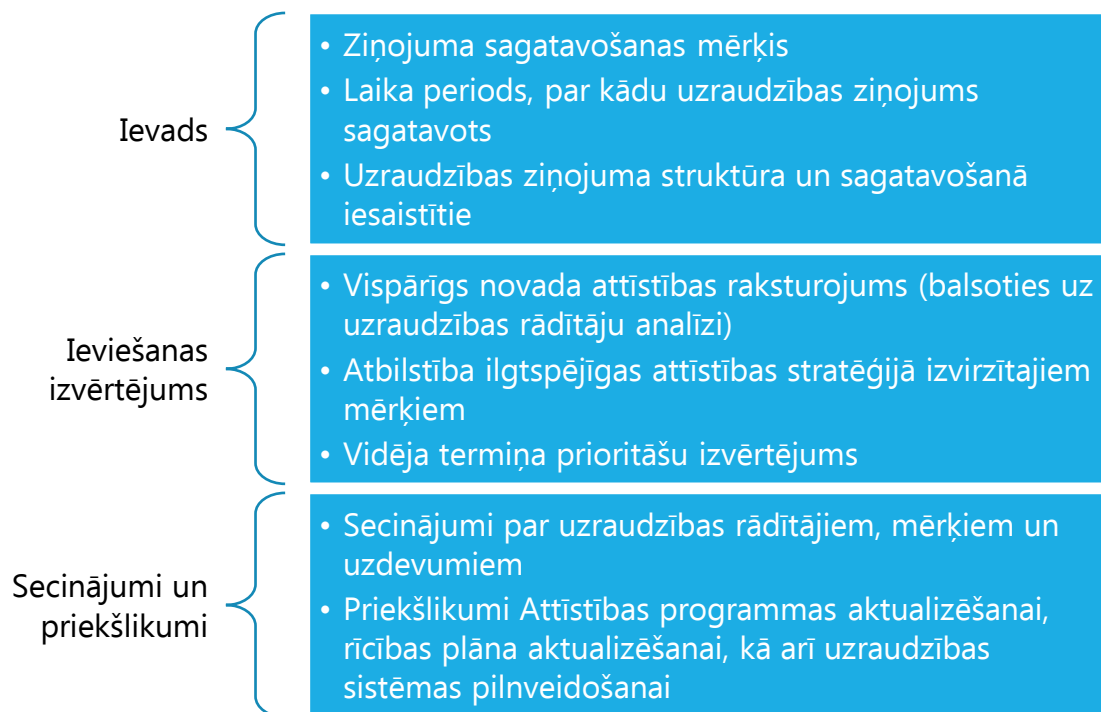 Ievads
• Ziņojuma sagatavošanas mērķis
• Laika periods, par kādu uzraudzības ziņojums
sagatavots
• Uzraudzības ziņojuma struktūra un sagatavošanā
iesaistītie
Ieviešanas
izvērtējums
• Vispārīgs novada attīstības raksturojums (balsoties uz
uzraudzības rādītāju analīzi)
• Atbilstība ilgtspējīgas attīstības stratēģijā izvirzītajiem
mērķiem
• Vidēja termiņa prioritāšu izvērtējums
Secinājumi un
priekšlikumi
• Secinājumi par uzraudzības rādītājiem, mērķiem un
uzdevumiem
• Priekšlikumi Attīstības programmas aktualizēšanai,
rīcības plāna aktualizēšanai, kā arī uzraudzības
sistēmas pilnveidošanai